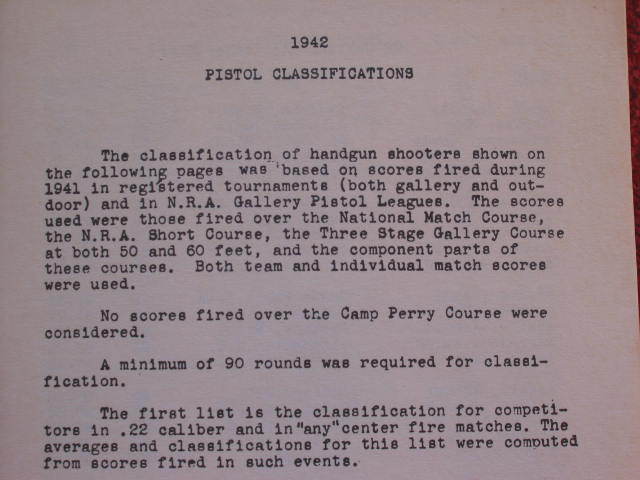 1942
PISTOL CLASSIFICATIONS
The classification of handgun shooters shown on
the following pages was based on scores fired during
1941 in registered tournaments (both gallery and out-
door) and in N.R.A. Gallery Pistol Leagues. The scores
used were those fired over the National Match Course,
the N.R.A. Short Course, the Three Stage Gallery Course
at both 50 and 60 feet, and the component parts of
these courses. Both team and individual match scores
were used.
No scores fired over the Camp Perry Course were
considered.
A minimum of 90 rounds was required for classi-
fication.
The first list is the classification for competi-
tors in .22 caliber and in "any" center fire matches. The
averages and classifications for this list were computed
from scores fired in such events.